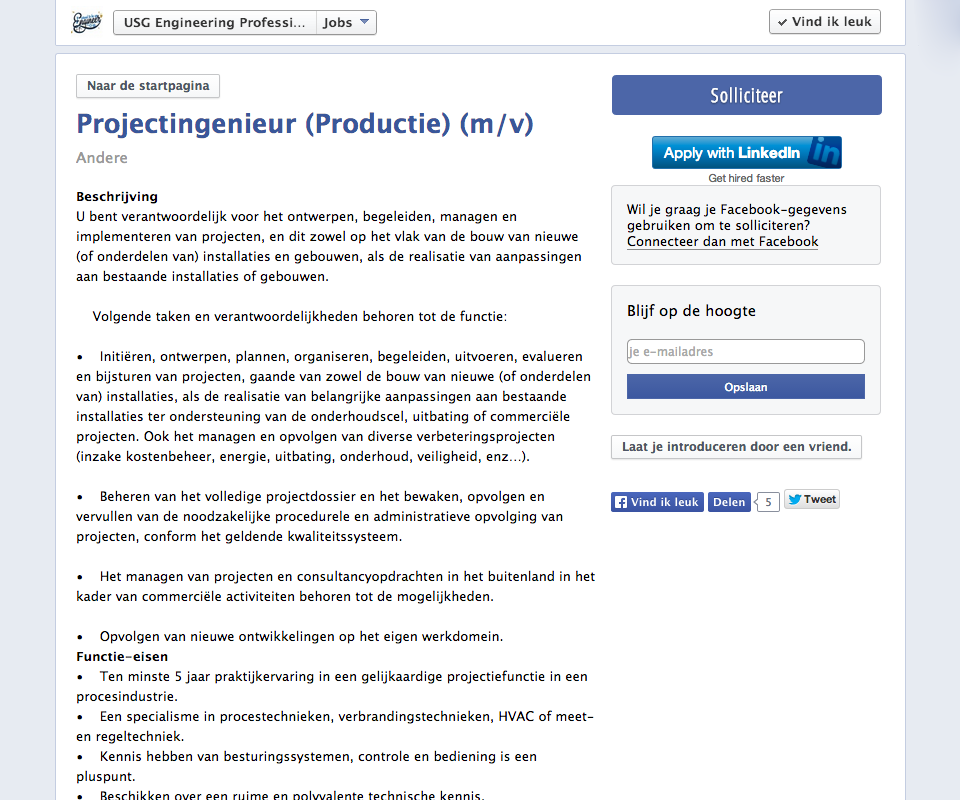 USG Engineering Professi... Jobs
✓ Vind ik leuk
Naar de startpagina
Projectingenieur (Productie) (m/v)
Andere
Beschrijving
U bent verantwoordelijk voor het ontwerpen, begeleiden, managen en
implementeren van projecten, en dit zowel op het vlak van de bouw van nieuwe
(of onderdelen van) installaties en gebouwen, als de realisatie van aanpassingen
aan bestaande installaties of gebouwen.
Volgende taken en verantwoordelijkheden behoren tot de functie:
• Initiëren, ontwerpen, plannen, organiseren, begeleiden, uitvoeren, evalueren
en bijsturen van projecten, gaande van zowel de bouw van nieuwe (of onderdelen
van) installaties, als de realisatie van belangrijke aanpassingen aan bestaande
installaties ter ondersteuning van de onderhoudscel, uitbating of commerciële
projecten. Ook het managen en opvolgen van diverse verbeteringsprojecten
(inzake kostenbeheer, energie, uitbating, onderhoud, veiligheid, enz...).
• Beheren van het volledige projectdossier en het bewaken, opvolgen en
vervullen van de noodzakelijke procedurele en administratieve opvolging van
projecten, conform het geldende kwaliteitssysteem.
• Het managen van projecten en consultancyopdrachten in het buitenland in het
kader van commerciële activiteiten behoren tot de mogelijkheden.
• Opvolgen van nieuwe ontwikkelingen op het eigen werkdomein.
Functie-eisen
• Ten minste 5 jaar praktijkervaring in een gelijkaardige projectiefunctie in een
procesindustrie.
• Een specialisme in procestechnieken, verbrandingstechnieken, HVAC of meet-
en regeltechniek.
• Kennis hebben van besturingssystemen, controle en bediening is een
pluspunt.
• Beschikken over een ruime en polyvalente technische kennis.
Solliciteer
Apply with LinkedIn in
Get hired faster
Wil je graag je Facebook-gegevens
gebruiken om te solliciteren?
Connecteer dan met Facebook
Blijf op de hoogte
je e-mailadres
Opslaan
Laat je introduceren door een vriend.
Vind ik leuk Delen 5 Tweet